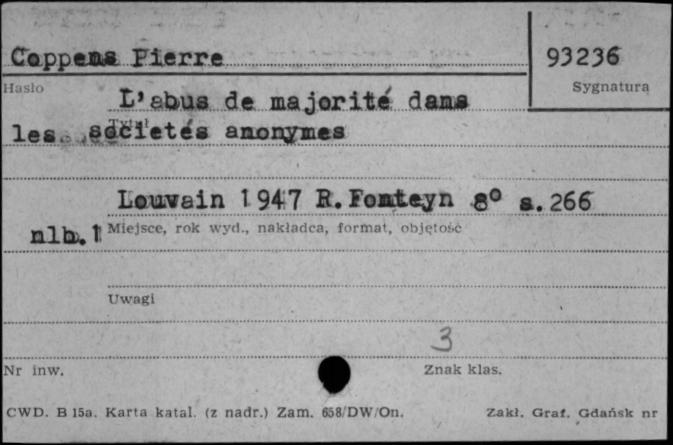 Coppens Pierre
93236
Hasło
Sygnatura
L'abus de majorité dans
les societés anonymes
Tytuł
Louvain 1947 R. Fonteyn 8º s. 266
nlb. 1
Miejsce, rok wyd., nakładca, format, objętość
Uwagi
3
Nr inw.
Znak klas.
CWD. B 15a. Karta katal. (z nadr.) Zam. 658/DW/On.
Zakł. Graf. Gdańsk nr